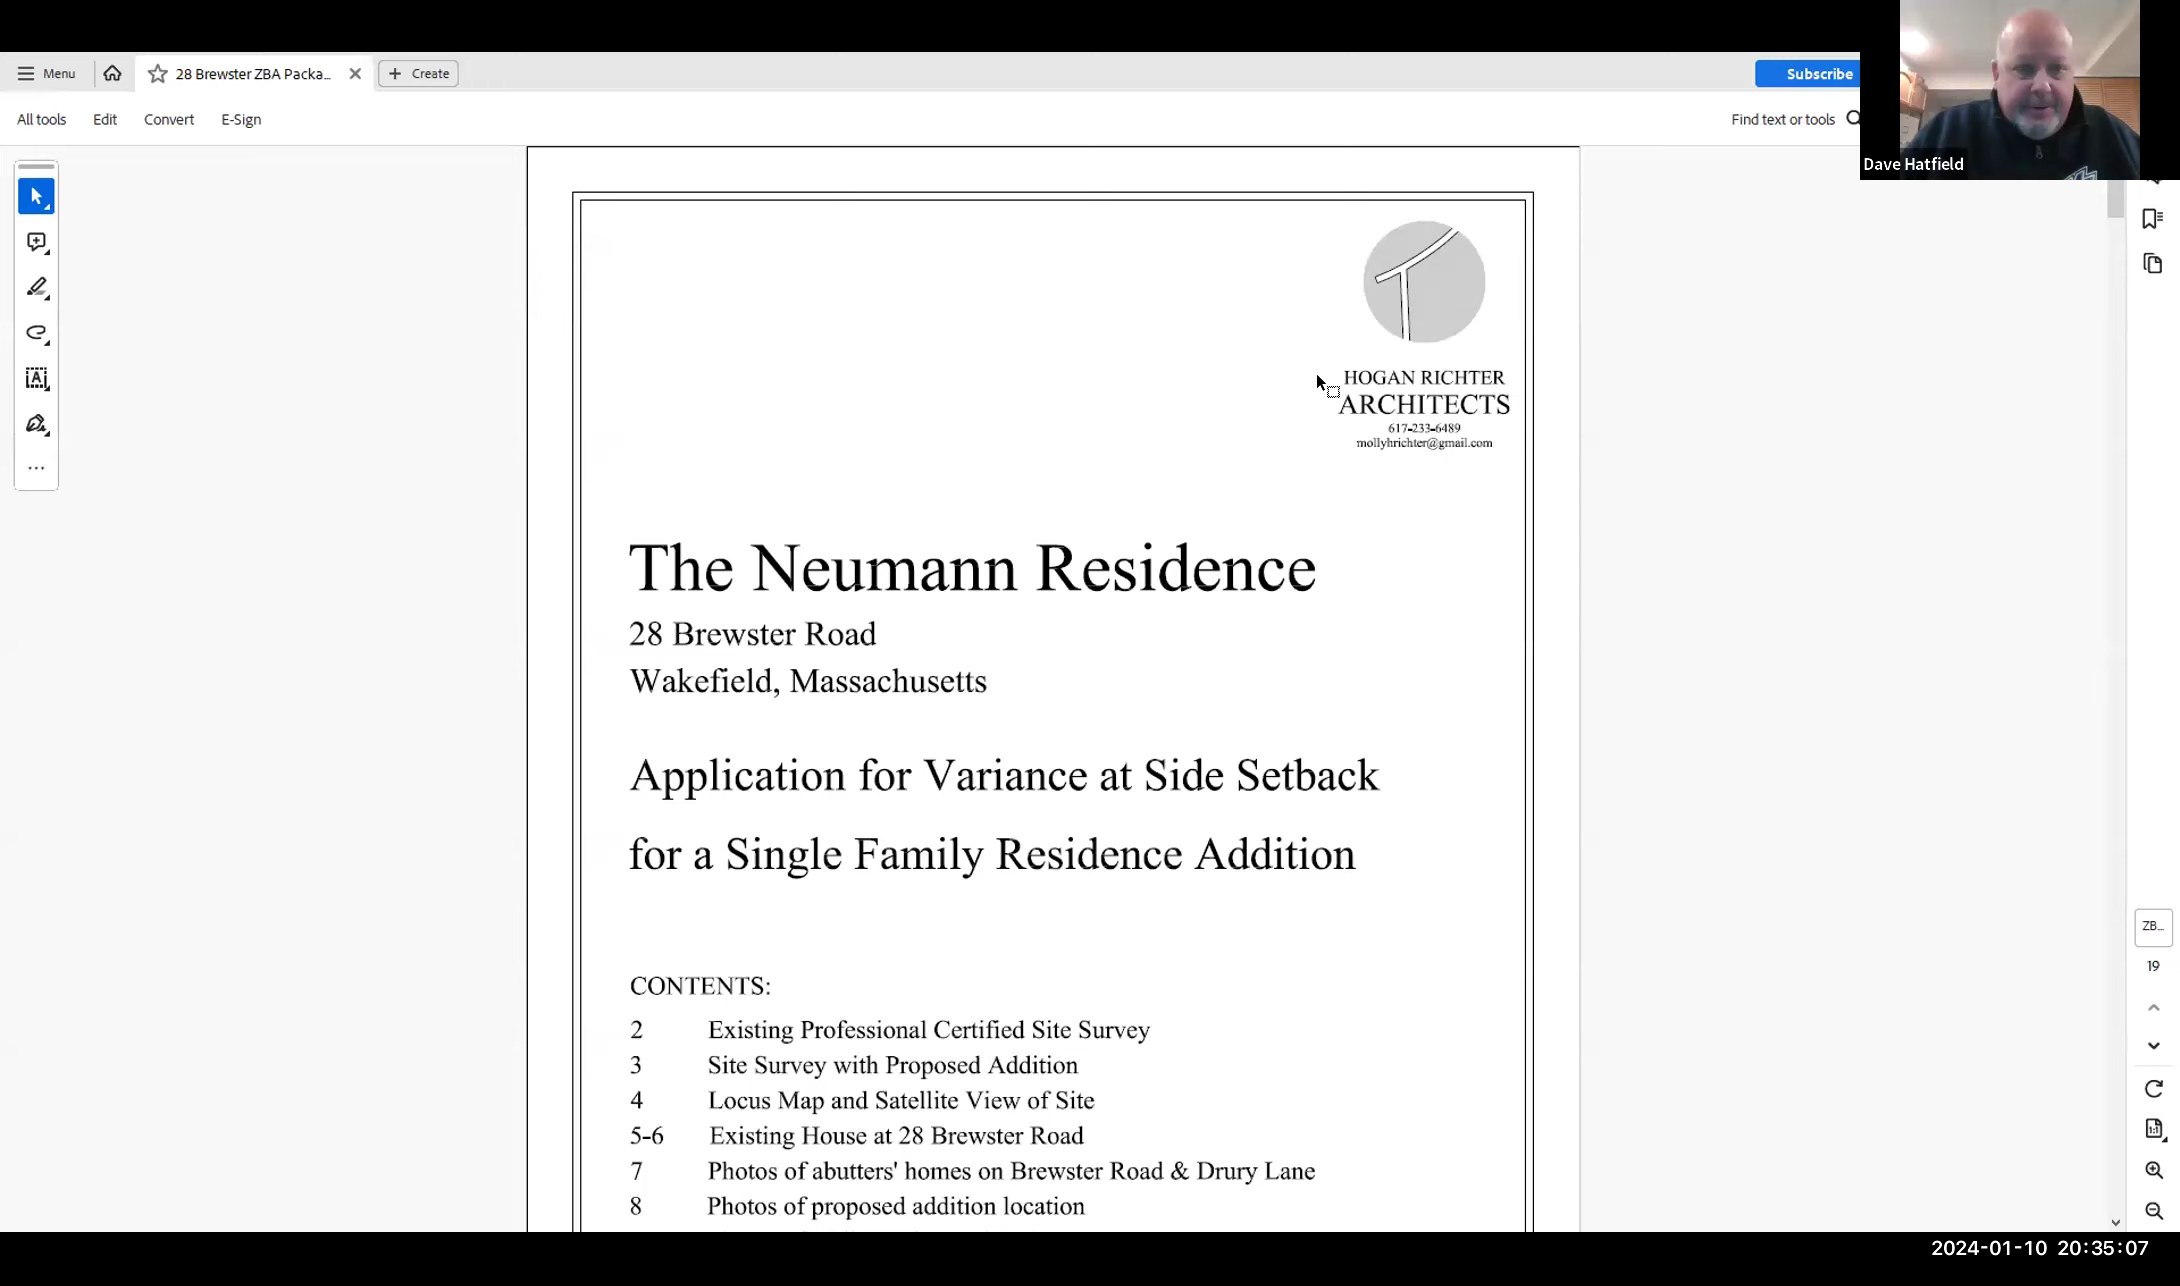 Menu
28 Brewster ZBA Packa...
Create
Subscribe
All tools
Edit
Convert
E-Sign
Find text or tools
Dave Hatfield
HOGAN RICHTER
ARCHITECTS
617-233-6489
mollyhrichter@gmail.com
The Neumann Residence
28 Brewster Road
Wakefield, Massachusetts
Application for Variance at Side Setback
for a Single Family Residence Addition
CONTENTS:
2 Existing Professional Certified Site Survey
3 Site Survey with Proposed Addition
4 Locus Map and Satellite View of Site
5-6 Existing House at 28 Brewster Road
7 Photos of abutters' homes on Brewster Road & Drury Lane
8 Photos of proposed addition location
ZB...
19
2024-01-10 20:35:07